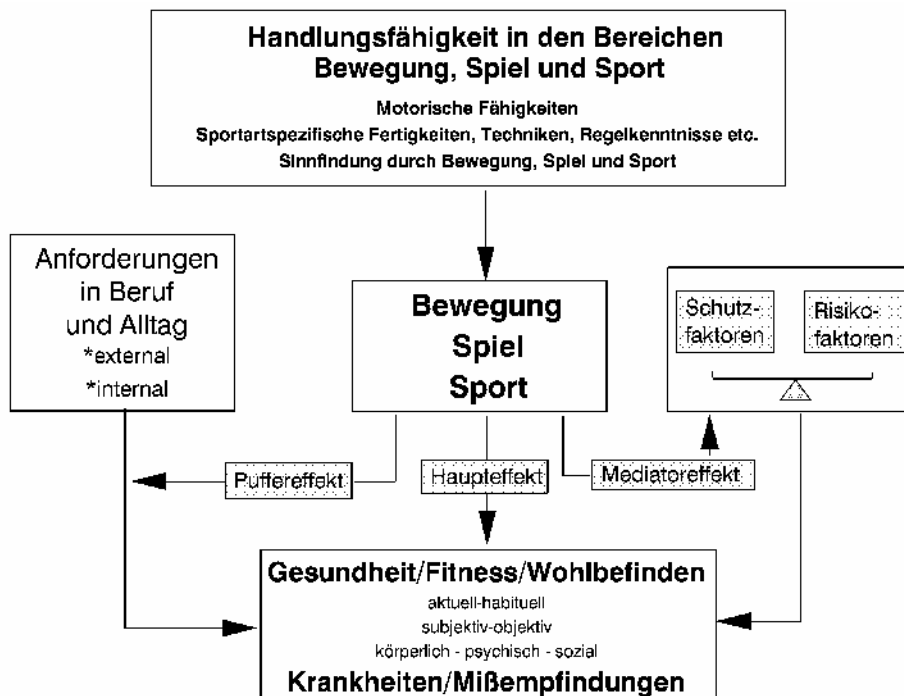 Handlungsfähigkeit in den Bereichen
Bewegung, Spiel und Sport
Motorische Fähigkeiten
Sportartspezifische Fertigkeiten, Techniken, Regelkenntnisse etc.
Sinnfindung durch Bewegung, Spiel und Sport
Anforderungen
in Beruf
und Alltag
*external
*internal
Bewegung
Spiel
Sport
Schutz-
faktoren
Risiko-
faktoren
Puffereffekt
Haupteffekt
Mediatoreffekt
Gesundheit/Fitness/Wohlbefinden
aktuell-habituell
subjektiv-objektiv
körperlich - psychisch - sozial
Krankheiten/Mißempfindungen